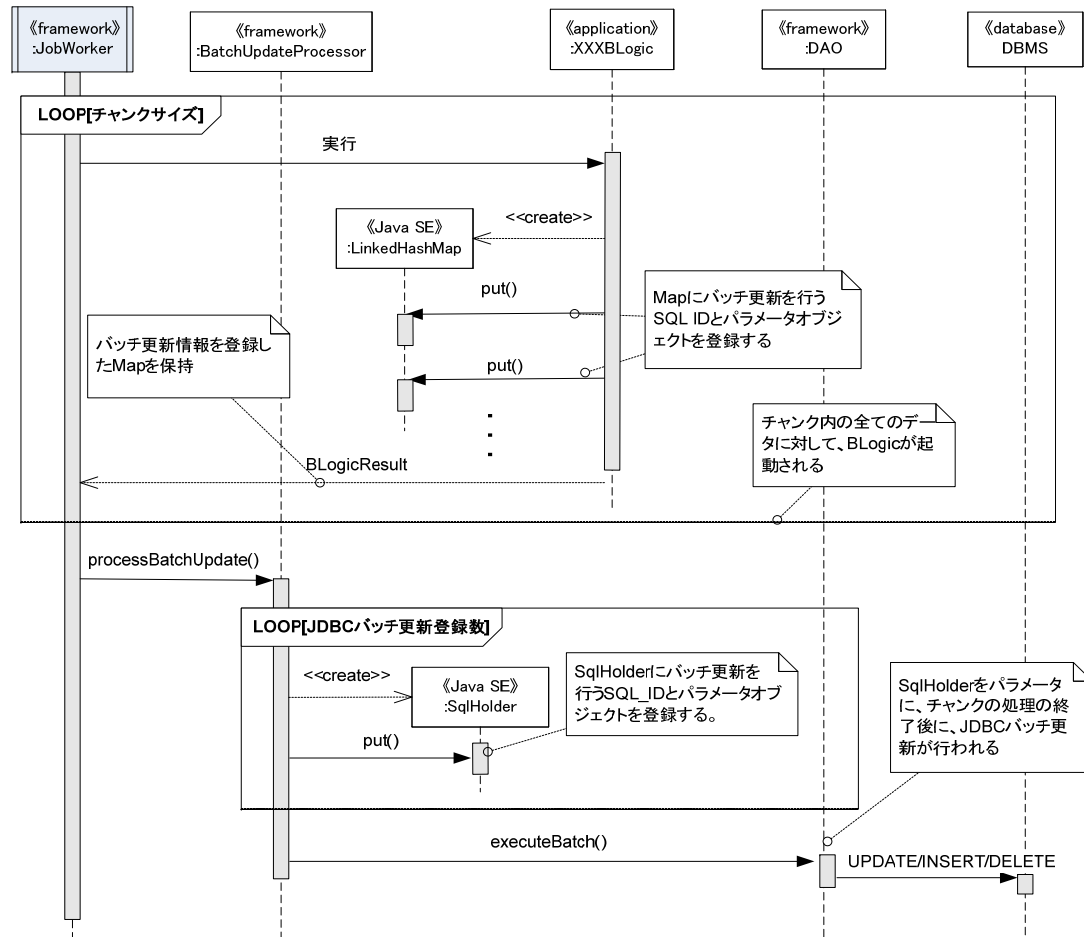 《framework》
:JobWorker
《framework》
:BatchUpdateProcessor
《application》
:XXXBLogic
《framework》
:DAO
《database》
DBMS
LOOP[チャンクサイズ]
実行
<<create>>
《Java SE》
:LinkedHashMap
put()
Mapにバッチ更新を行う
SQL IDとパラメータオブジ
ェクトを登録する
バッチ更新情報を登録し
たMapを保持
put()
チャンク内の全てのデー
タに対して、BLogicが起
動される
BLogicResult
processBatchUpdate()
LOOP[JDBCバッチ更新登録数]
<<create>>
《Java SE》
:SqlHolder
SqlHolderにバッチ更新を
行うSQL_IDとパラメータオブ
ジェクトを登録する。
put()
SqlHolderをパラメータ
に、チャンクの処理の終
了後に、JDBCバッチ更
新が行われる
executeBatch()
UPDATE/INSERT/DELETE